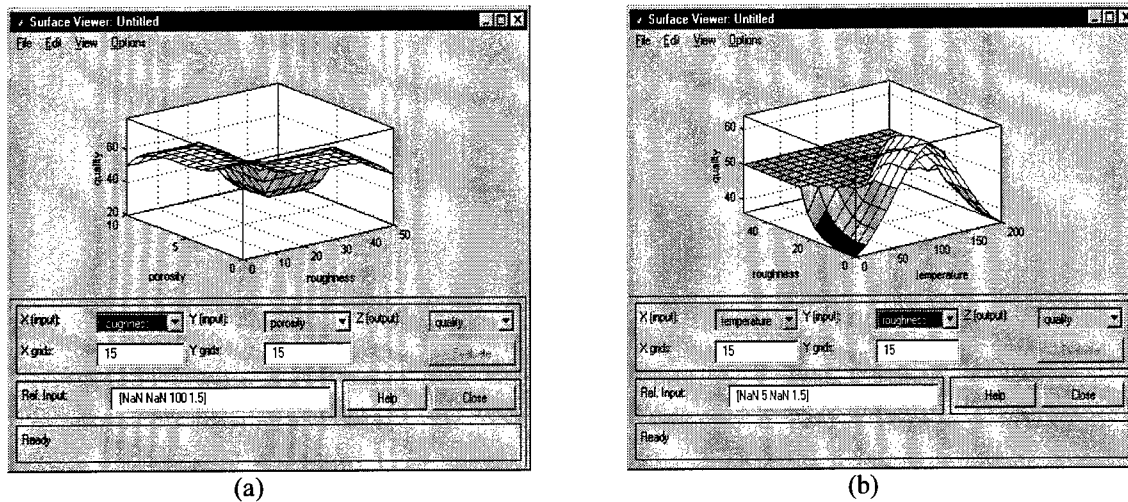 Surface Viewer: Untitled
File Edit View Options
quality
60
40
20
10
5
0
porosity
0
10
20
30
40
50
roughness
X (input):
roughness
Y (input):
porosity
Z (output)
quality
X grids:
15
Y grids:
15
Ref. Input:
[NaN NaN 100 1.5]
Help
Close
Ready
(a)
Surface Viewer: Untitled
File Edit View Options
quality
60
50
40
40
20
0
roughness
0
50
100
150
200
temperature
X (input):
temperature
Y (input):
roughness
Z (output)
quality
X grids:
15
Y grids:
15
Ref. Input:
[NaN 5 NaN 1.5]
Help
Close
Ready
(b)